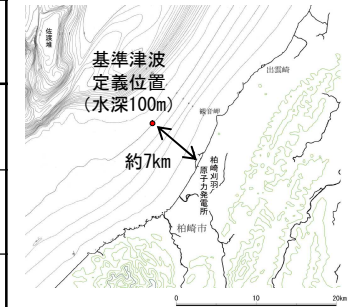 佐渡堆
基準津波
定義位置
(水深100m)
出雲崎
観音岬
約7km
柏崎刈羽
原子力発電所
柏崎市
0 10 20km